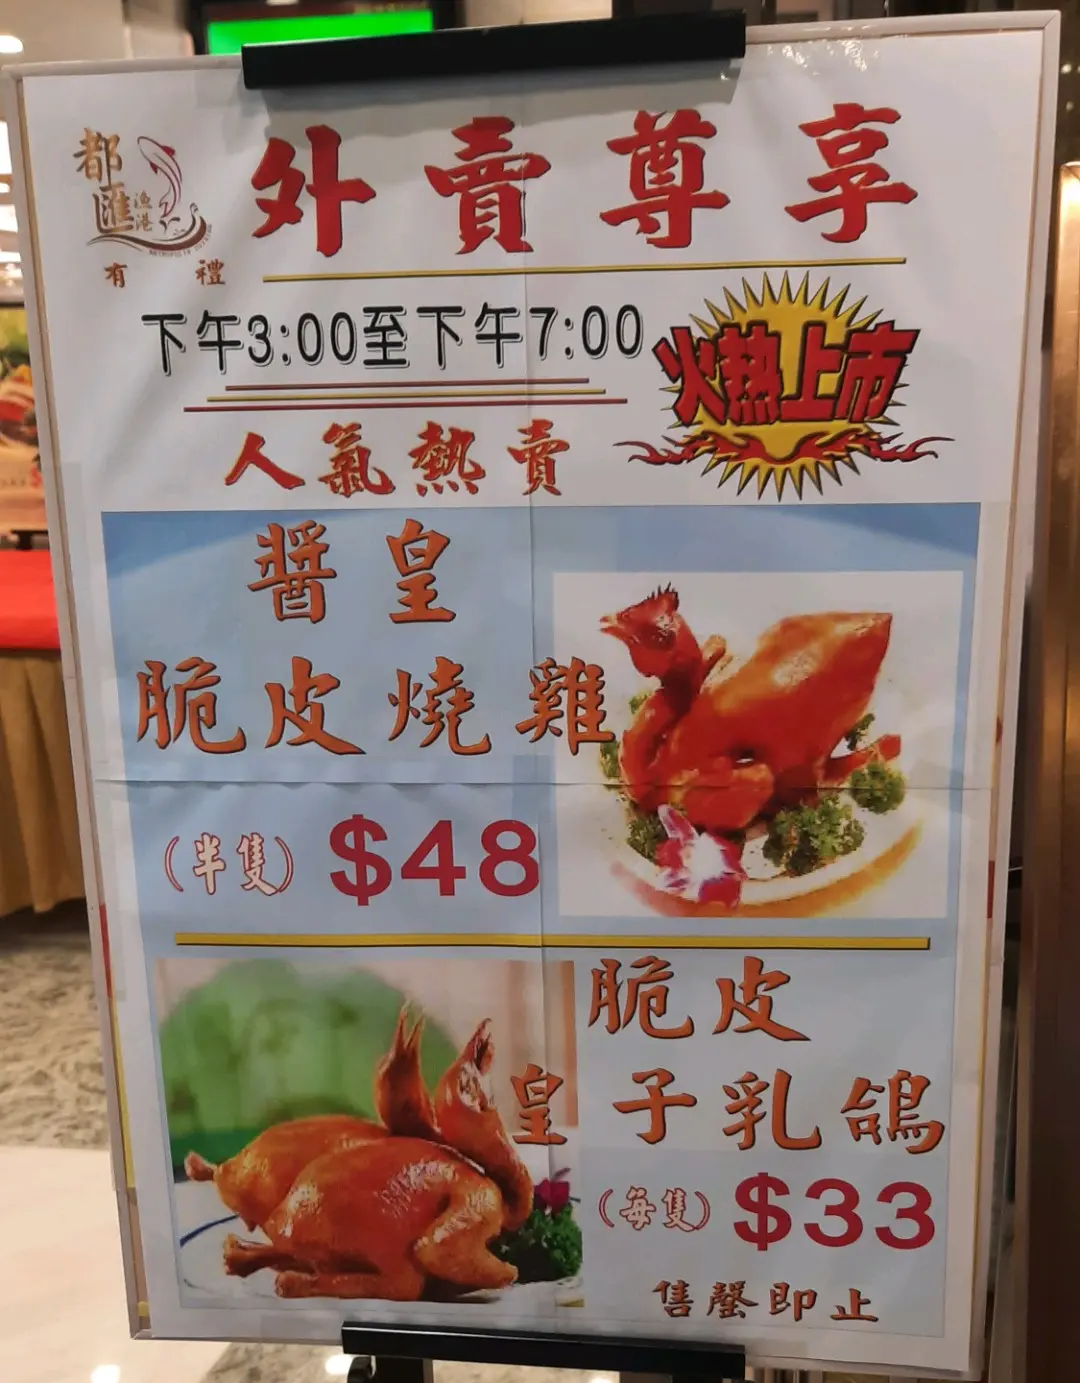 都匯
漁港
有禮
外賣尊享
下午3:00至下午7:00
火热上市
人氣熱賣
醬皇
脆皮燒雞
(半隻) $48
脆皮
皇子乳鴿
(每隻) $33
售罄即止